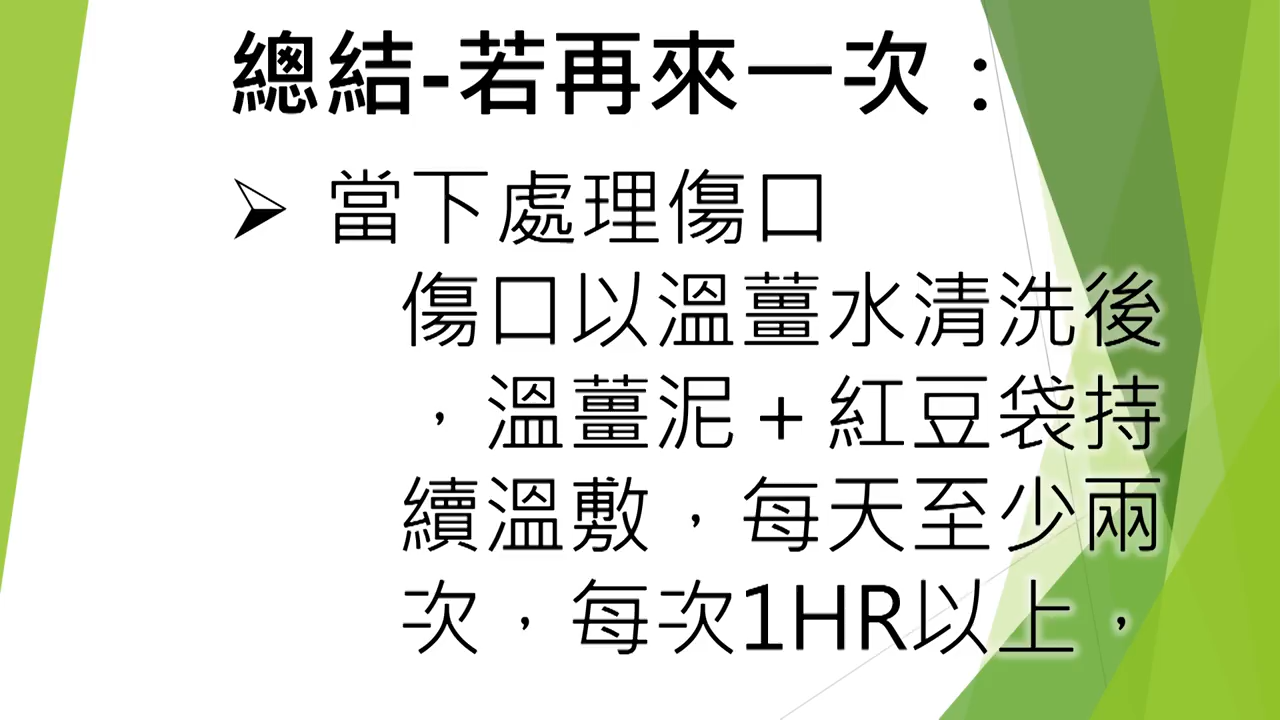 總結-若再來一次：
➢ 當下處理傷口
傷口以溫薑水清洗後
，溫薑泥+紅豆袋持
續溫敷，每天至少兩
次，每次1HR以上，